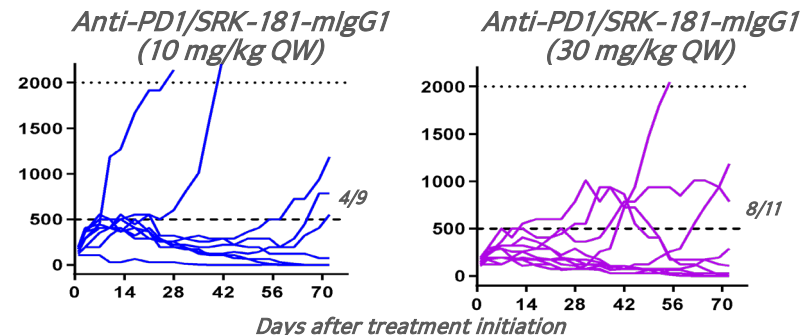 Anti-PD1/SRK-181-mIgG1
(10 mg/kg QW)
2000
1500
1000
500
0
4/9
0 14 28 42 56 70
Anti-PD1/SRK-181-mIgG1
(30 mg/kg QW)
2000
1500
1000
500
0
8/11
0 14 28 42 56 70
Days after treatment initiation